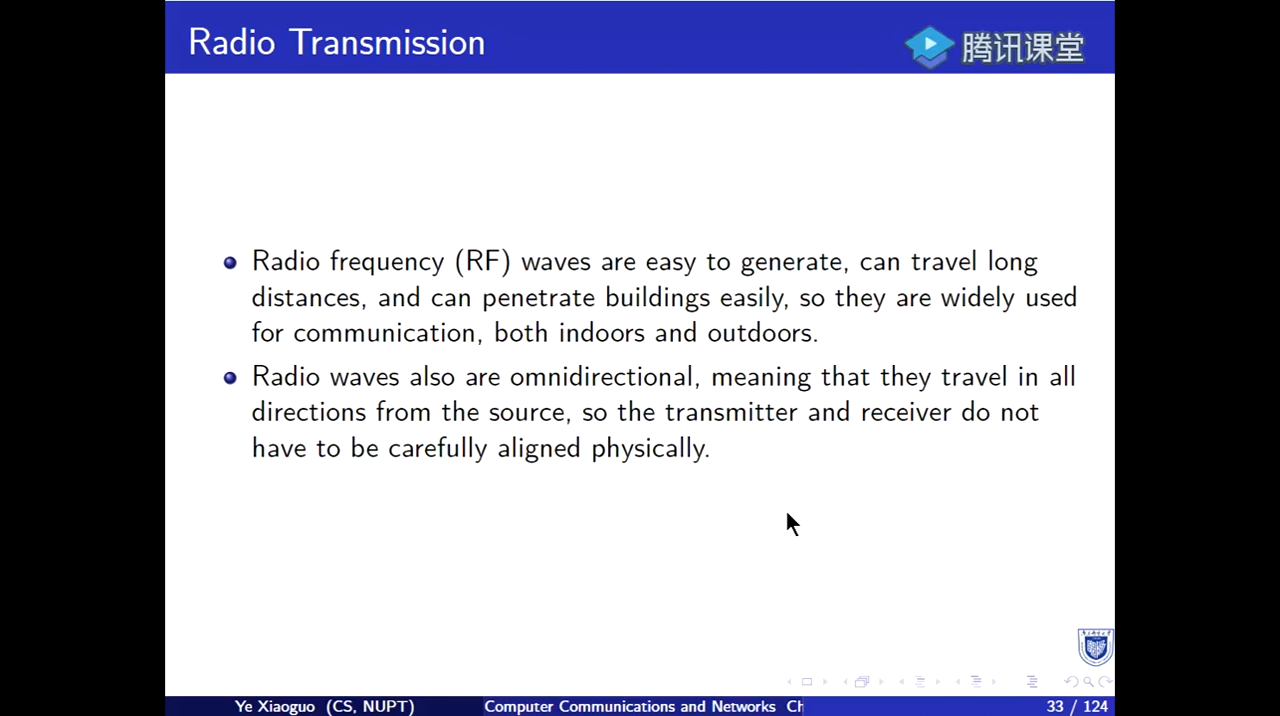 Radio Transmission
腾讯课堂
Radio frequency (RF) waves are easy to generate, can travel long
distances, and can penetrate buildings easily, so they are widely used
for communication, both indoors and outdoors.
Radio waves also are omnidirectional, meaning that they travel in all
directions from the source, so the transmitter and receiver do not
have to be carefully aligned physically.
Ye Xiaoguo (CS, NUPT)
Computer Communications and Networks Ch
33 / 124